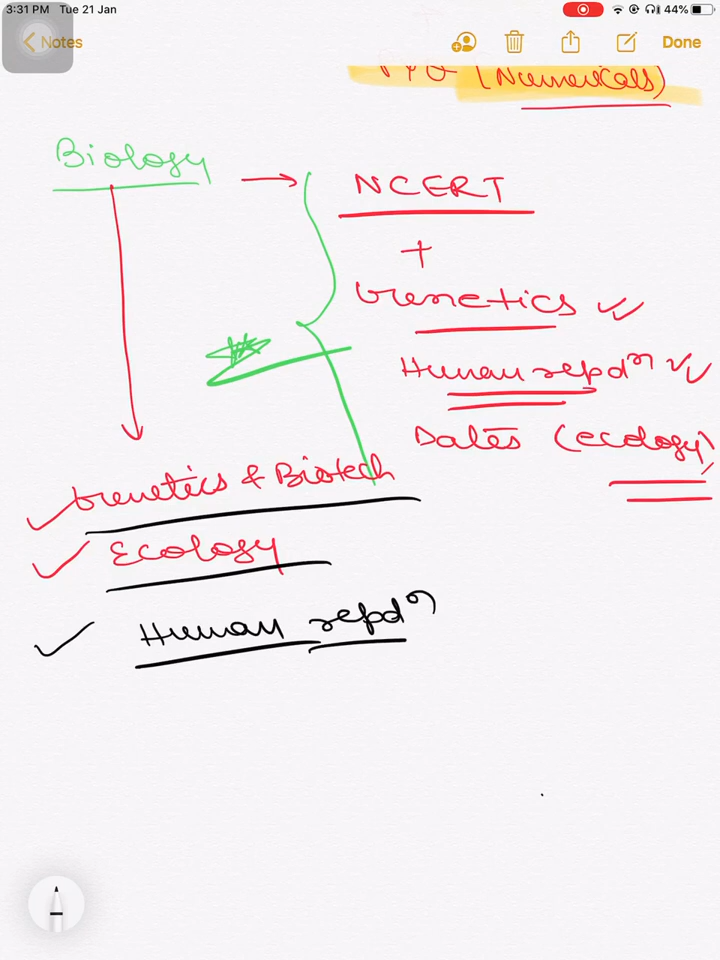 3:31 PM Tue 21 Jan
44%
Notes
Done
PYQ (Numericals)
Biology → NCERT
+
Genetics
Human repdⁿ
Dates (ecology)
Genetics & Biotech
Ecology
Human repdⁿ